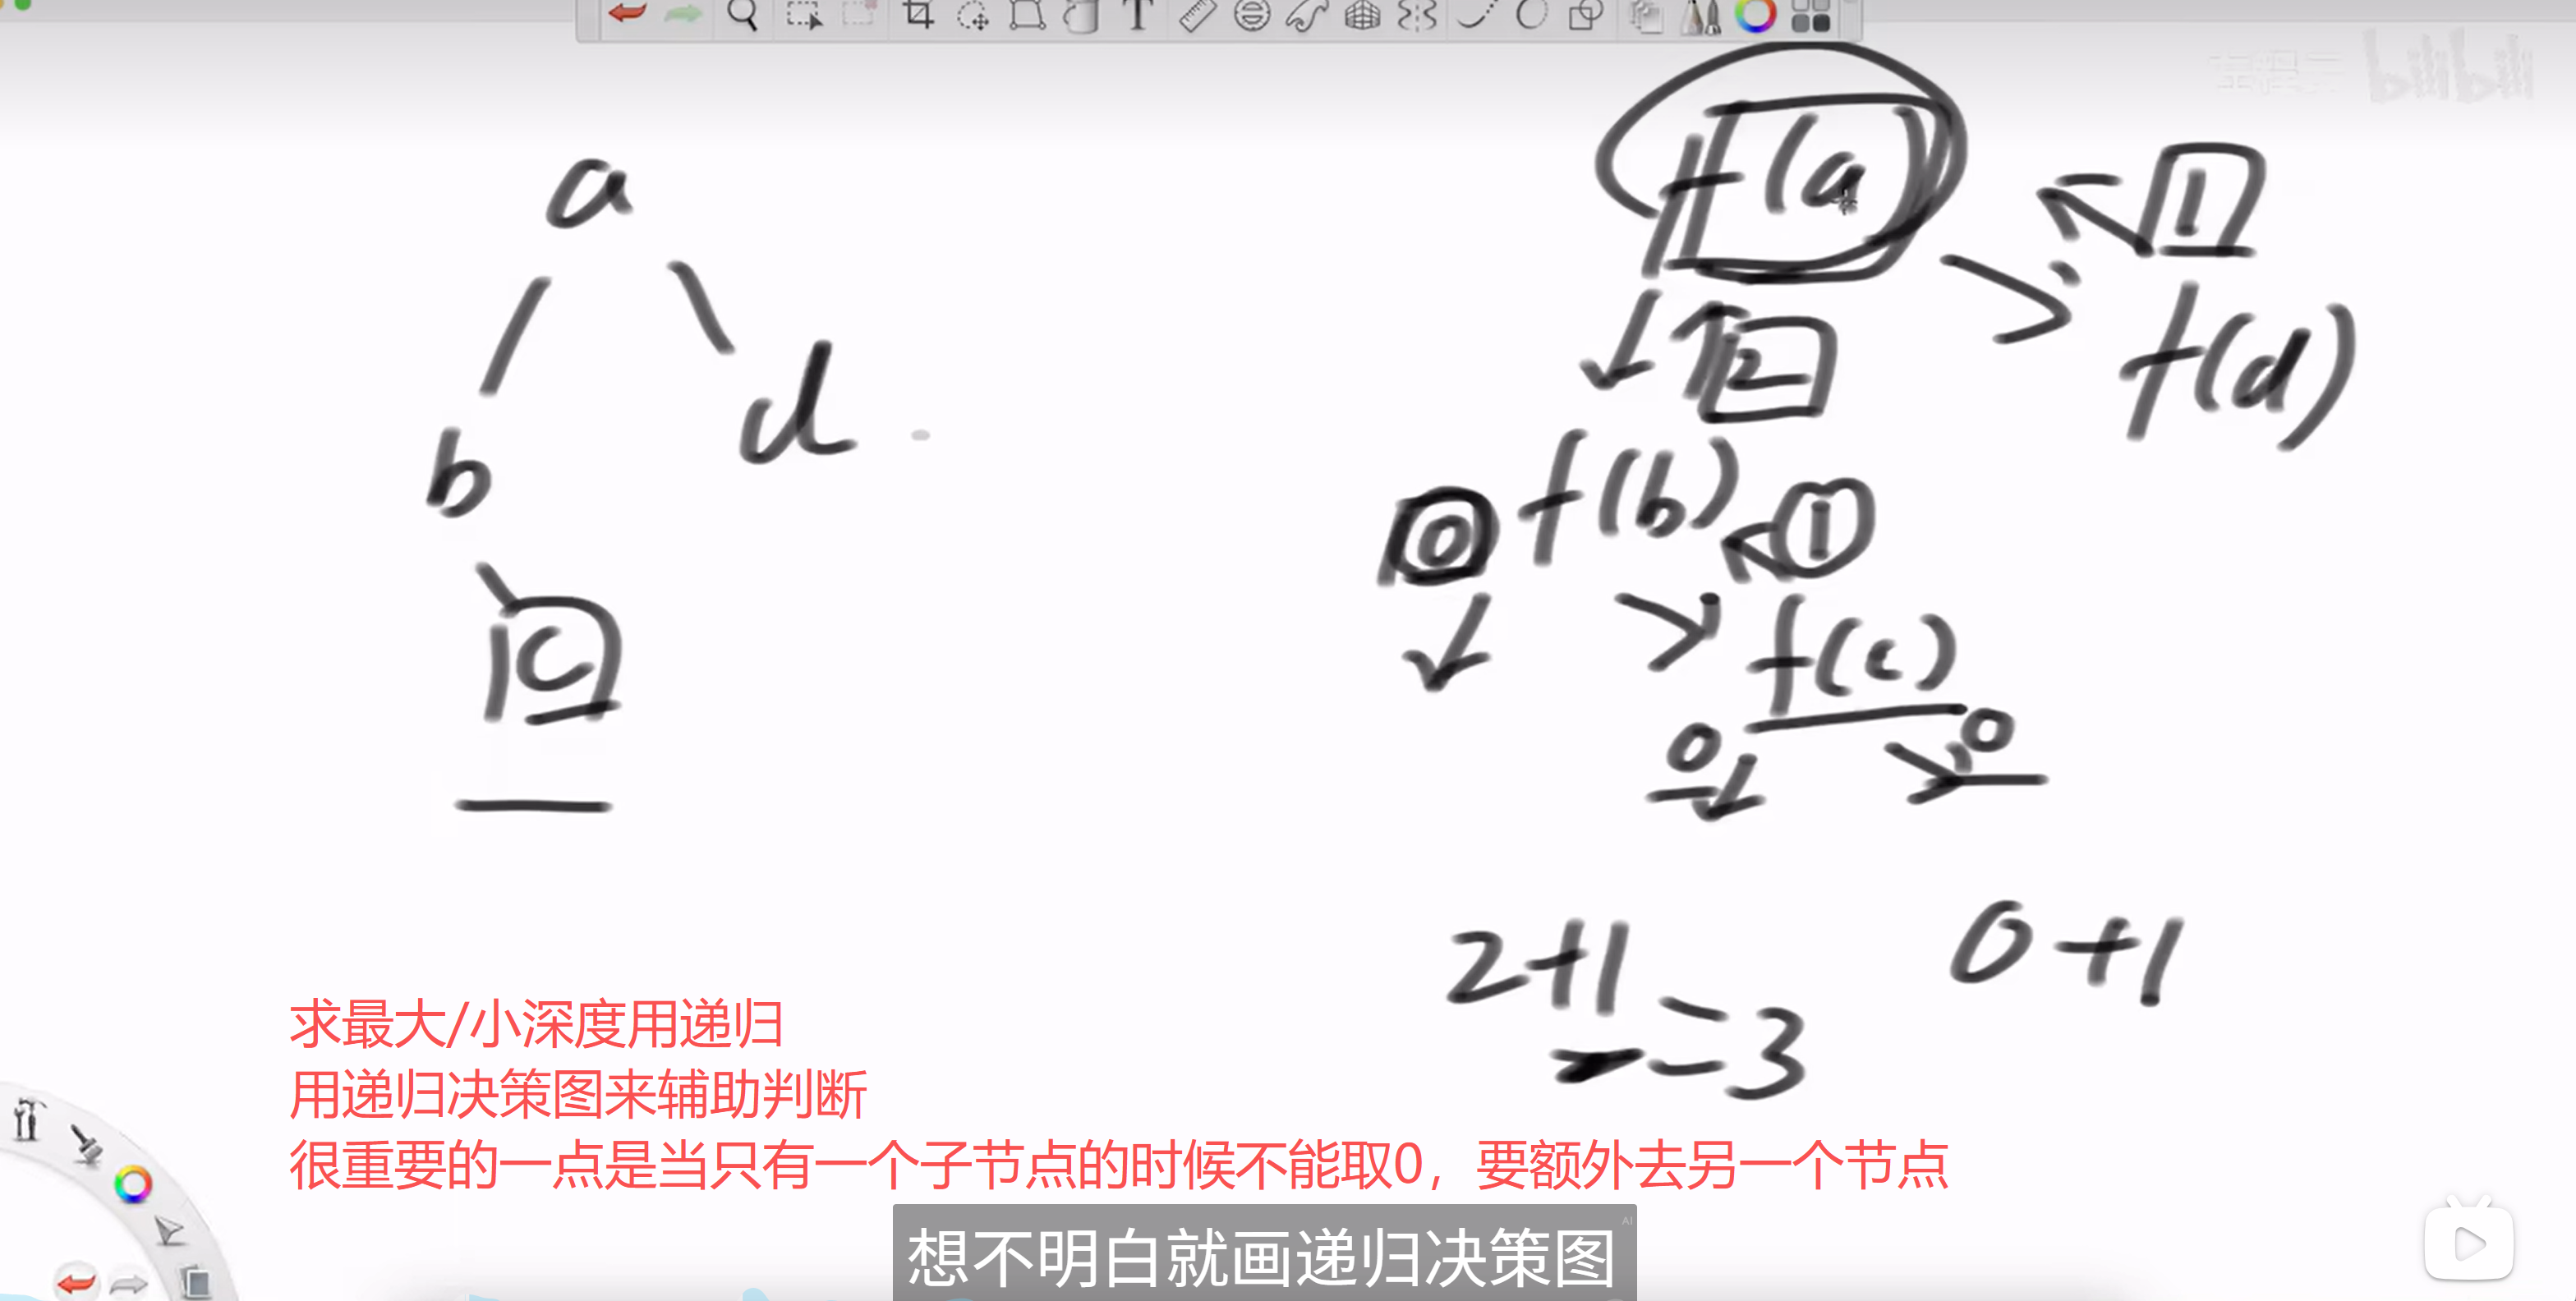 bilibili
a
f(a)
1
b
d
2
f(d)
0
f(b)
1
c
f(c)
0
0
2+1
=3
0+1
求最大/小深度用递归
用递归决策图来辅助判断
很重要的一点是当只有一个子节点的时候不能取0，要额外去另一个节点
想不明白就画递归决策图
AI